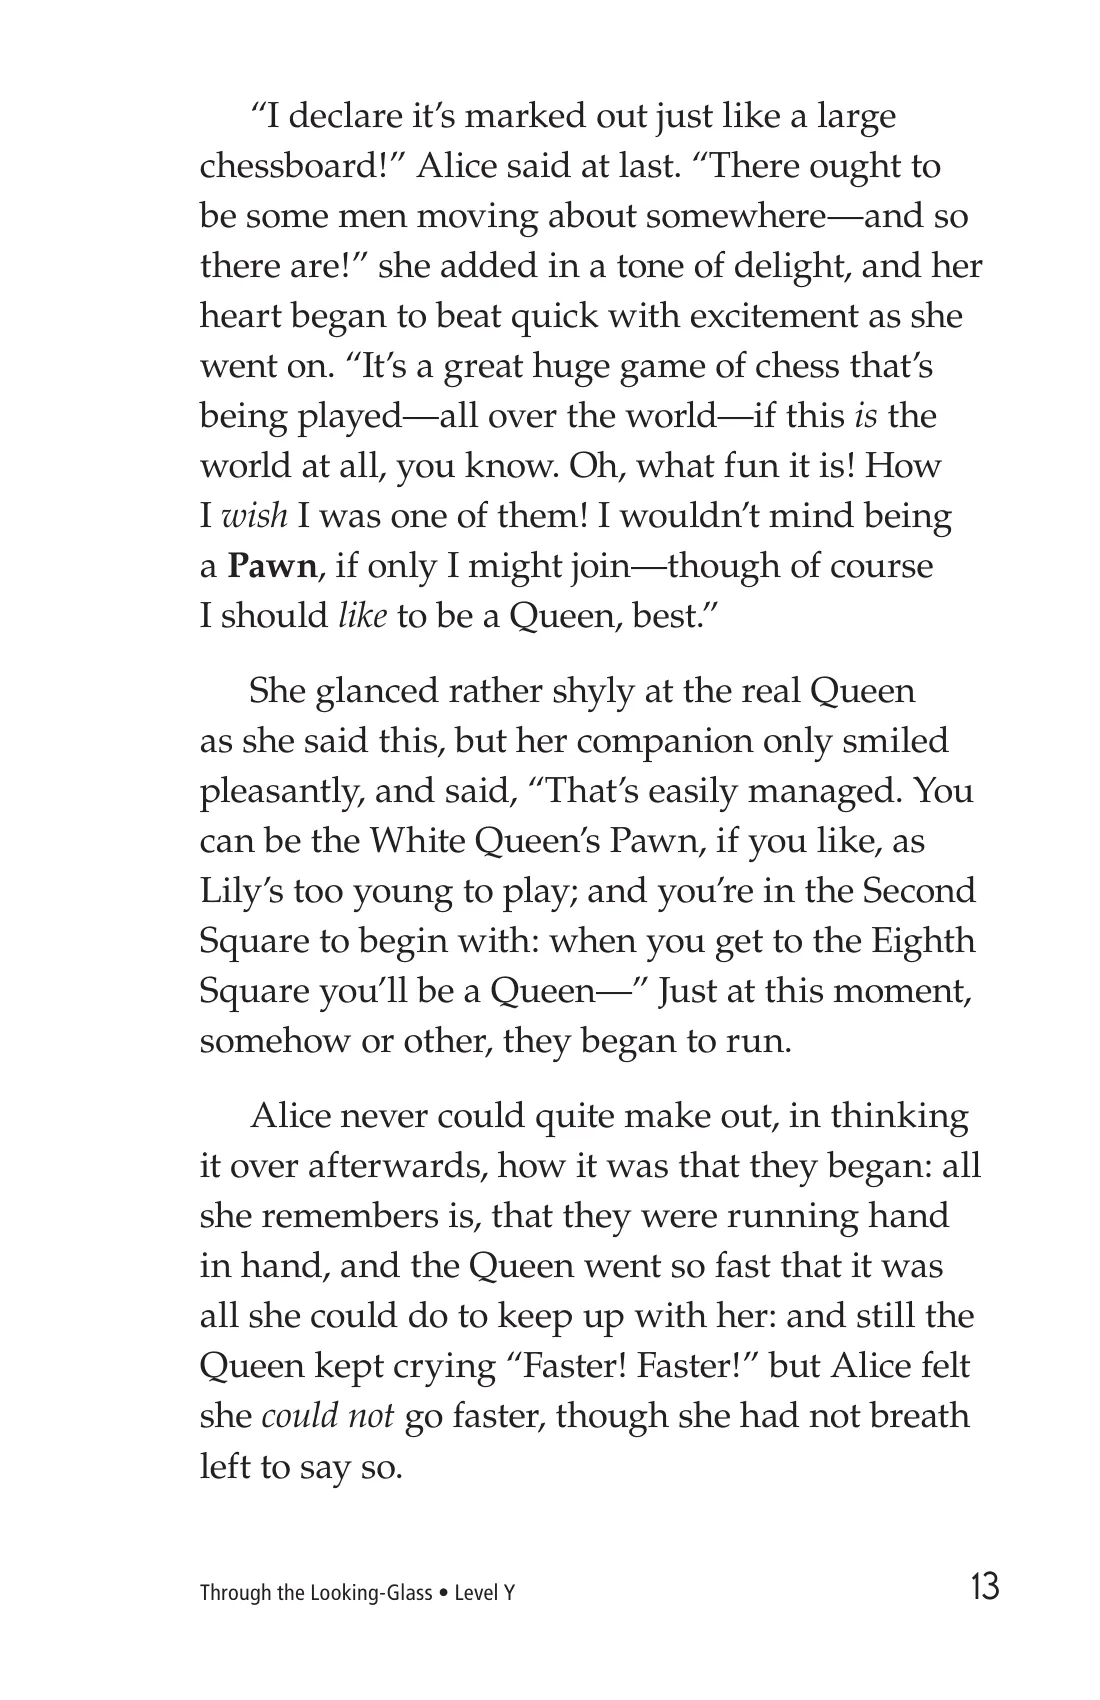 “I declare it’s marked out just like a large
chessboard!” Alice said at last. “There ought to
be some men moving about somewhere—and so
there are!” she added in a tone of delight, and her
heart began to beat quick with excitement as she
went on. “It’s a great huge game of chess that’s
being played—all over the world—if this is the
world at all, you know. Oh, what fun it is! How
I wish I was one of them! I wouldn’t mind being
a Pawn, if only I might join—though of course
I should like to be a Queen, best.”
She glanced rather shyly at the real Queen
as she said this, but her companion only smiled
pleasantly, and said, “That’s easily managed. You
can be the White Queen’s Pawn, if you like, as
Lily’s too young to play; and you’re in the Second
Square to begin with: when you get to the Eighth
Square you’ll be a Queen—” Just at this moment,
somehow or other, they began to run.
Alice never could quite make out, in thinking
it over afterwards, how it was that they began: all
she remembers is, that they were running hand
in hand, and the Queen went so fast that it was
all she could do to keep up with her: and still the
Queen kept crying “Faster! Faster!” but Alice felt
she could not go faster, though she had not breath
left to say so.
Through the Looking-Glass • Level Y
13